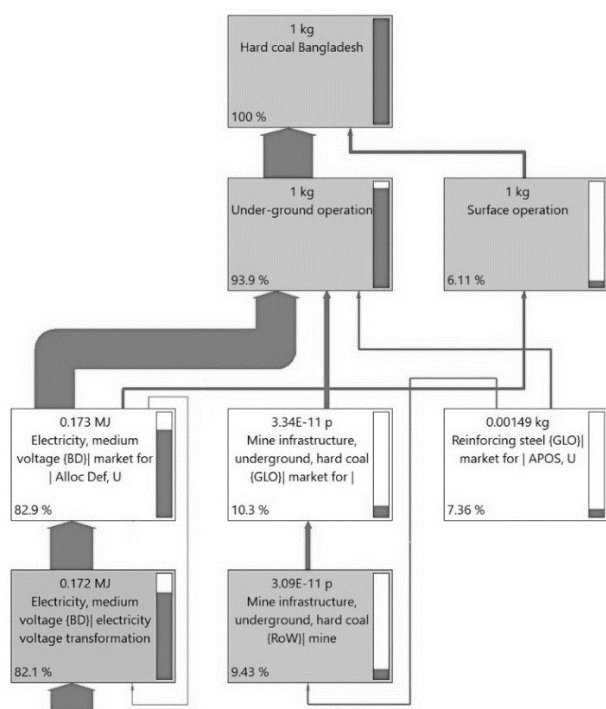 1 kg
Hard coal Bangladesh
100 %
1 kg
Under-ground operation
93.9 %
1 kg
Surface operation
6.11 %
0.173 MJ
Electricity, medium
voltage {BD}| market for
| Alloc Def, U
82.9 %
3.34E-11 p
Mine infrastructure,
underground, hard coal
{GLO}| market for |
10.3 %
0.00149 kg
Reinforcing steel {GLO}|
market for | APOS, U
7.36 %
0.172 MJ
Electricity, medium
voltage {BD}| electricity
voltage transformation
82.1 %
3.09E-11 p
Mine infrastructure,
underground, hard coal
{RoW}| mine
9.43 %